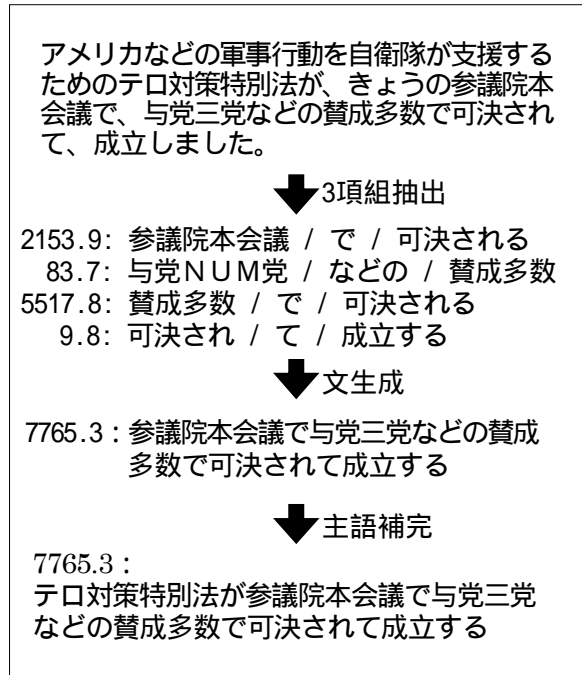 アメリカなどの軍事行動を自衛隊が支援する
ためのテロ対策特別法が、きょうの参議院本
会議で、与党三党などの賛成多数で可決され
て、成立しました。
3項組抽出
2153.9: 参議院本会議 / で / 可決される
83.7: 与党ＮＵＭ党 / などの / 賛成多数
5517.8: 賛成多数 / で / 可決される
9.8: 可決され / て / 成立する
文生成
7765.3：参議院本会議で与党三党などの賛成
多数で可決されて成立する
主語補完
7765.3：
テロ対策特別法が参議院本会議で与党三党
などの賛成多数で可決されて成立する